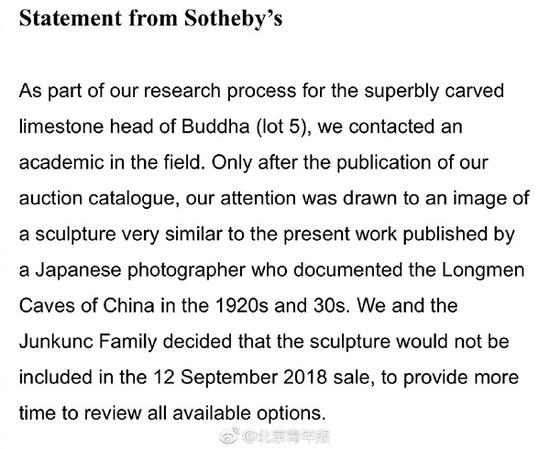 Statement from Sotheby’s
As part of our research process for the superbly carved
limestone head of Buddha (lot 5), we contacted an
academic in the field. Only after the publication of our
auction catalogue, our attention was drawn to an image of
a sculpture very similar to the present work published by
a Japanese photographer who documented the Longmen
Caves of China in the 1920s and 30s. We and the
Junkunc Family decided that the sculpture would not be
included in the 12 September 2018 sale, to provide more
time to review all available options.
@北京青年报